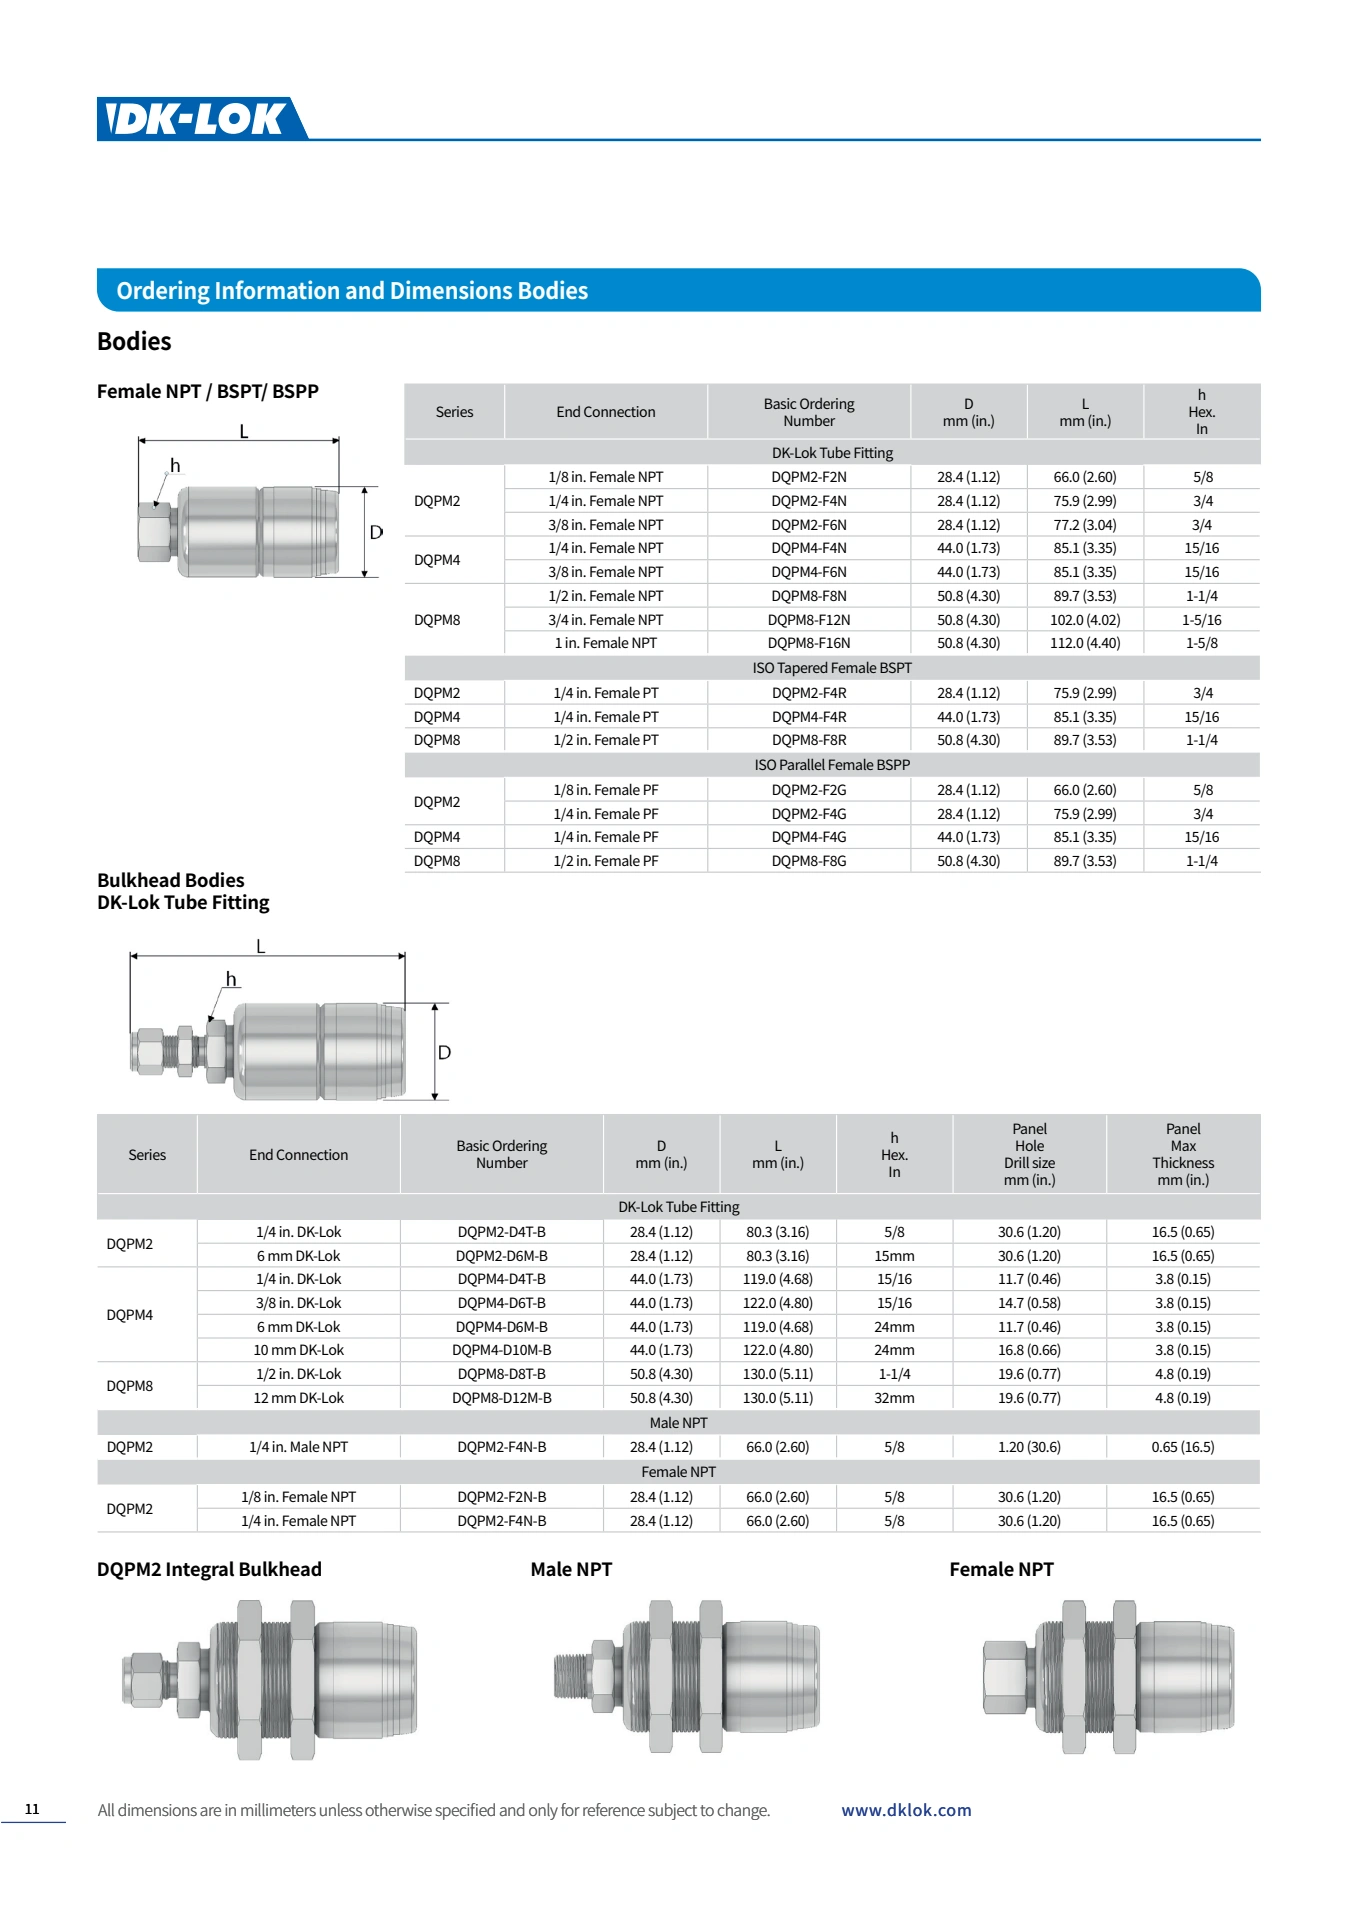 DK-LOK
Ordering Information and Dimensions Bodies
Bodies
Female NPT / BSPT/ BSPP
L
h
D
Series End Connection Basic Ordering Number D mm (in.) L mm (in.) h Hex. In
DK-Lok Tube Fitting
DQPM2 1/8 in. Female NPT DQPM2-F2N 28.4 (1.12) 66.0 (2.60) 5/8
1/4 in. Female NPT DQPM2-F4N 28.4 (1.12) 75.9 (2.99) 3/4
3/8 in. Female NPT DQPM2-F6N 28.4 (1.12) 77.2 (3.04) 3/4
DQPM4 1/4 in. Female NPT DQPM4-F4N 44.0 (1.73) 85.1 (3.35) 15/16
3/8 in. Female NPT DQPM4-F6N 44.0 (1.73) 85.1 (3.35) 15/16
DQPM8 1/2 in. Female NPT DQPM8-F8N 50.8 (4.30) 89.7 (3.53) 1-1/4
3/4 in. Female NPT DQPM8-F12N 50.8 (4.30) 102.0 (4.02) 1-5/16
1 in. Female NPT DQPM8-F16N 50.8 (4.30) 112.0 (4.40) 1-5/8
ISO Tapered Female BSPT
DQPM2 1/4 in. Female PT DQPM2-F4R 28.4 (1.12) 75.9 (2.99) 3/4
DQPM4 1/4 in. Female PT DQPM4-F4R 44.0 (1.73) 85.1 (3.35) 15/16
DQPM8 1/2 in. Female PT DQPM8-F8R 50.8 (4.30) 89.7 (3.53) 1-1/4
ISO Parallel Female BSPP
DQPM2 1/8 in. Female PF DQPM2-F2G 28.4 (1.12) 66.0 (2.60) 5/8
1/4 in. Female PF DQPM2-F4G 28.4 (1.12) 75.9 (2.99) 3/4
DQPM4 1/4 in. Female PF DQPM4-F4G 44.0 (1.73) 85.1 (3.35) 15/16
DQPM8 1/2 in. Female PF DQPM8-F8G 50.8 (4.30) 89.7 (3.53) 1-1/4
Bulkhead Bodies
DK-Lok Tube Fitting
L
h
D
Series End Connection Basic Ordering Number D mm (in.) L mm (in.) h Hex. In Panel Hole Drill size mm (in.) Panel Max Thickness mm (in.)
DK-Lok Tube Fitting
DQPM2 1/4 in. DK-Lok DQPM2-D4T-B 28.4 (1.12) 80.3 (3.16) 5/8 30.6 (1.20) 16.5 (0.65)
6 mm DK-Lok DQPM2-D6M-B 28.4 (1.12) 80.3 (3.16) 15mm 30.6 (1.20) 16.5 (0.65)
DQPM4 1/4 in. DK-Lok DQPM4-D4T-B 44.0 (1.73) 119.0 (4.68) 15/16 11.7 (0.46) 3.8 (0.15)
3/8 in. DK-Lok DQPM4-D6T-B 44.0 (1.73) 122.0 (4.80) 15/16 14.7 (0.58) 3.8 (0.15)
6 mm DK-Lok DQPM4-D6M-B 44.0 (1.73) 119.0 (4.68) 24mm 11.7 (0.46) 3.8 (0.15)
10 mm DK-Lok DQPM4-D10M-B 44.0 (1.73) 122.0 (4.80) 24mm 16.8 (0.66) 3.8 (0.15)
DQPM8 1/2 in. DK-Lok DQPM8-D8T-B 50.8 (4.30) 130.0 (5.11) 1-1/4 19.6 (0.77) 4.8 (0.19)
12 mm DK-Lok DQPM8-D12M-B 50.8 (4.30) 130.0 (5.11) 32mm 19.6 (0.77) 4.8 (0.19)
Male NPT
DQPM2 1/4 in. Male NPT DQPM2-F4N-B 28.4 (1.12) 66.0 (2.60) 5/8 1.20 (30.6) 0.65 (16.5)
Female NPT
DQPM2 1/8 in. Female NPT DQPM2-F2N-B 28.4 (1.12) 66.0 (2.60) 5/8 30.6 (1.20) 16.5 (0.65)
1/4 in. Female NPT DQPM2-F4N-B 28.4 (1.12) 66.0 (2.60) 5/8 30.6 (1.20) 16.5 (0.65)
DQPM2 Integral Bulkhead Male NPT Female NPT
11 All dimensions are in millimeters unless otherwise specified and only for reference subject to change. www.dklok.com